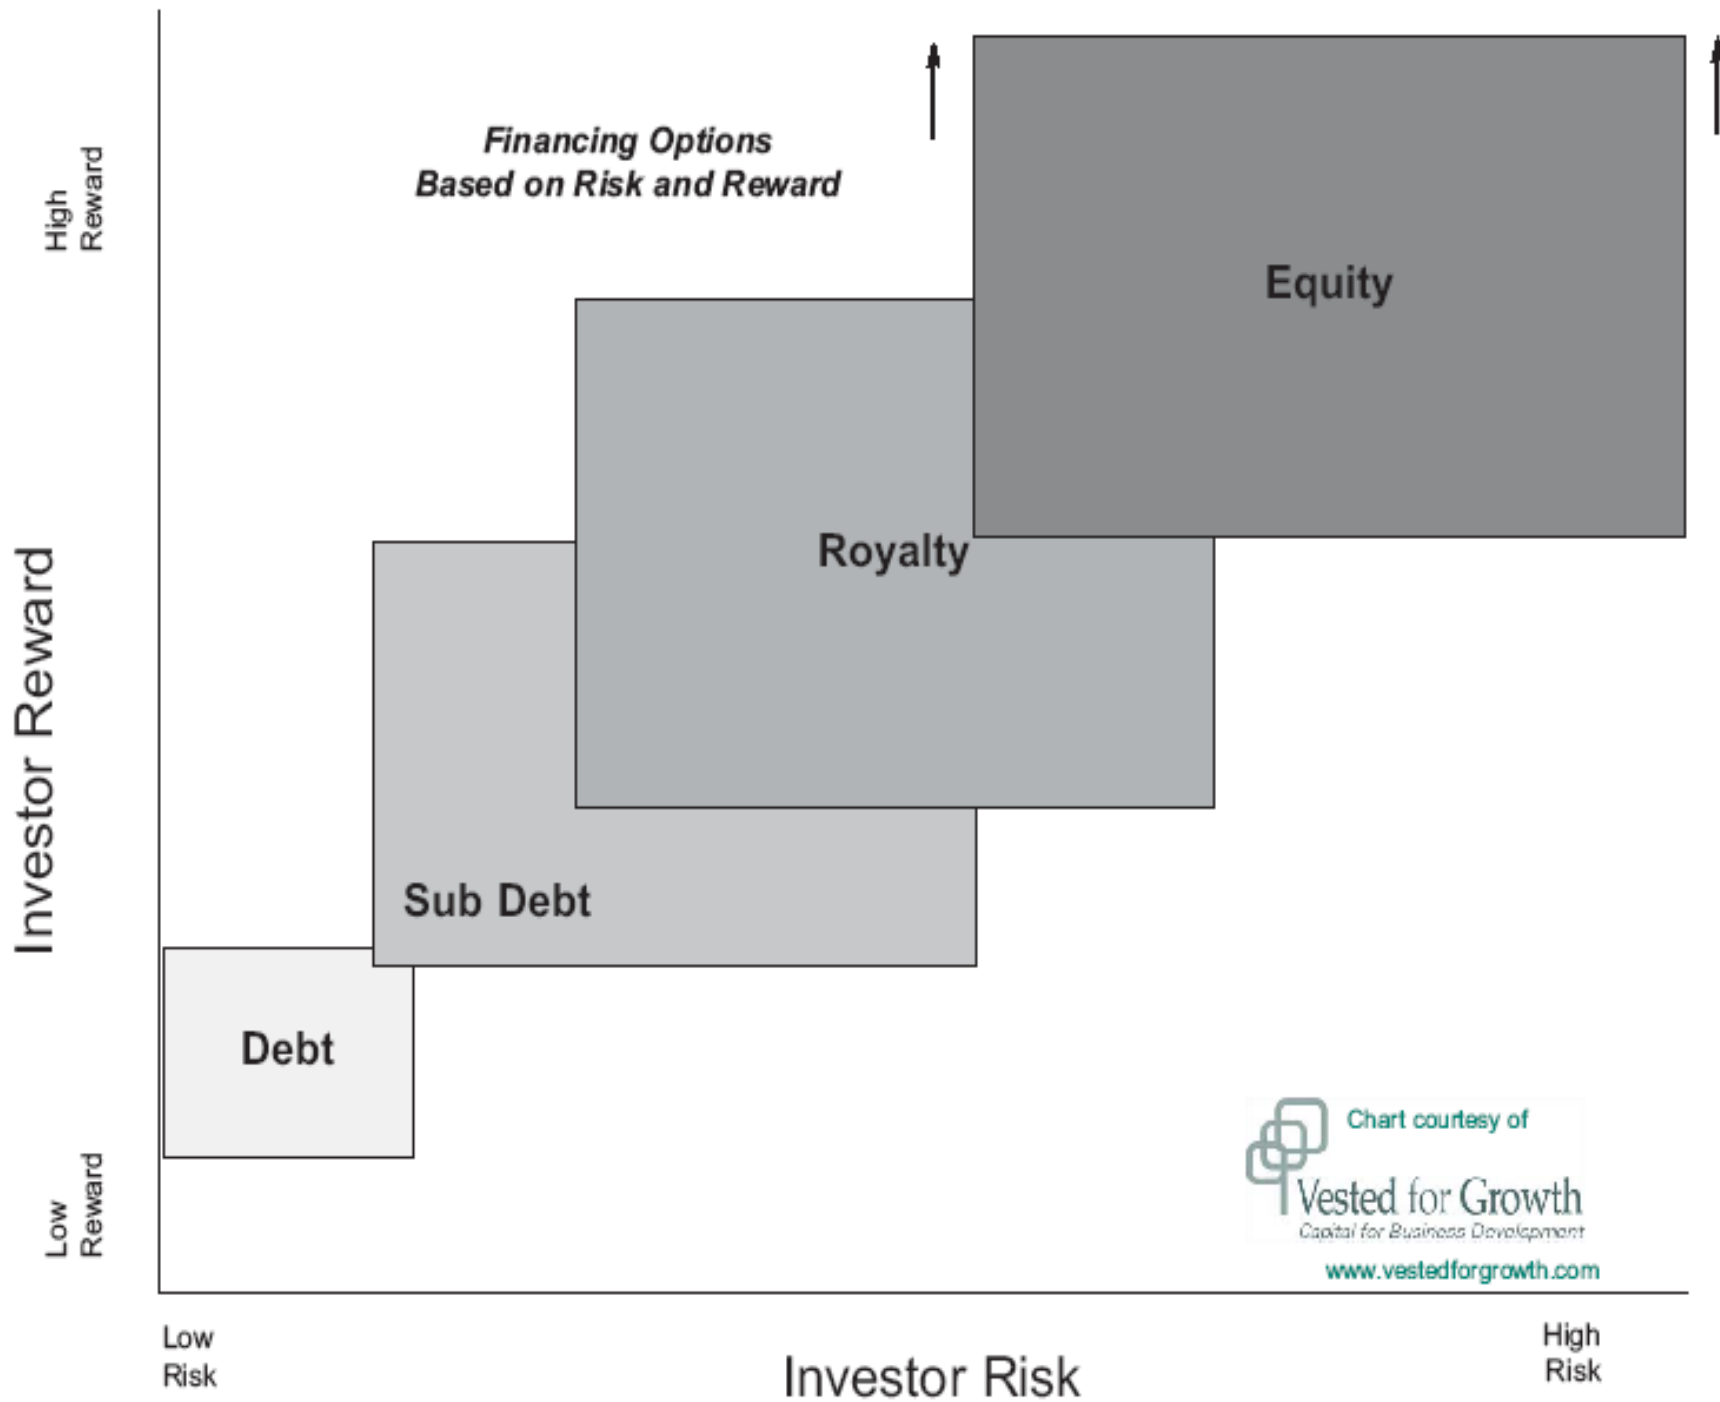 Financing Options
Based on Risk and Reward
High
Reward
Equity
Royalty
Investor Reward
Sub Debt
Debt
Low
Reward
Chart courtesy of
Vested for Growth
Capital for Business Development
www.vestedforgrowth.com
Low
Risk
Investor Risk
High
Risk